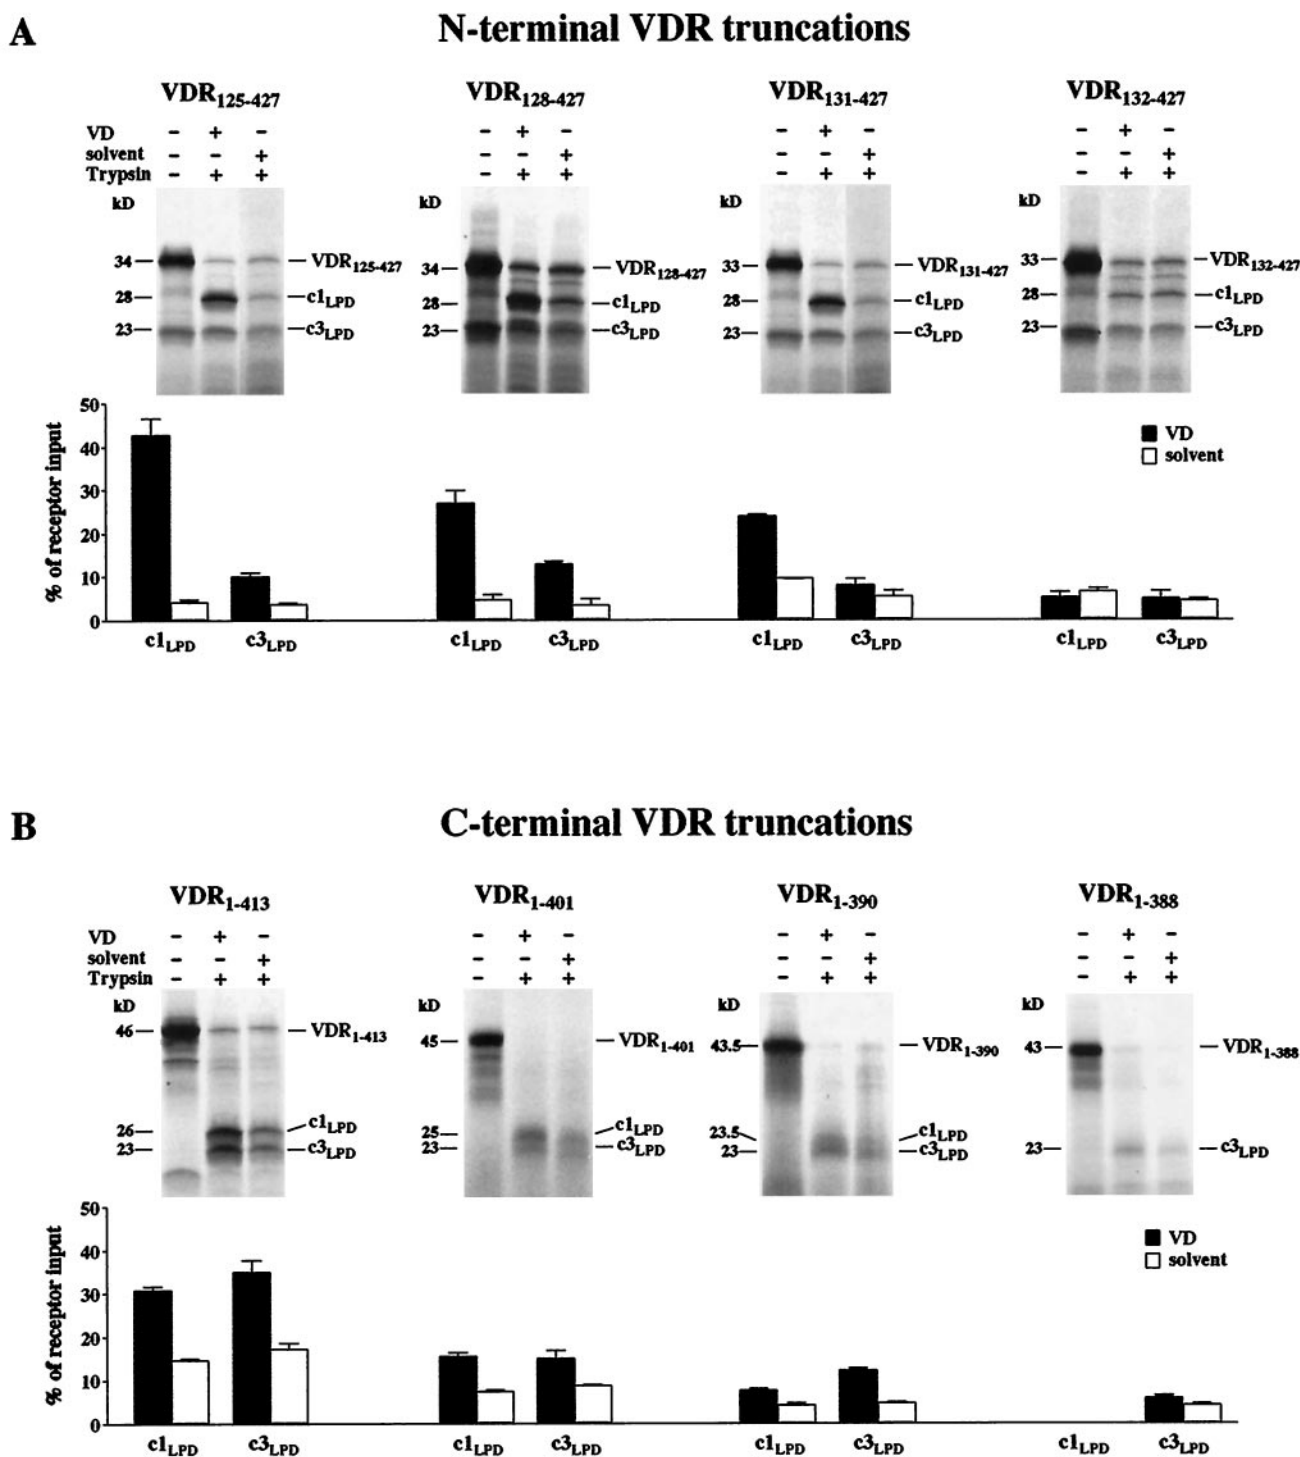 A
N-terminal VDR truncations
VDR125-427 VDR128-427 VDR131-427 VDR132-427
VD - + - - + - - + - - + -
solvent - - + - - + - - + - - +
Trypsin - + + - + + - + + - + +
kD kD kD kD
34 VDR125-427 34 VDR128-427 33 VDR131-427 33 VDR132-427
28 c1LPD 28 c1LPD 28 c1LPD 28 c1LPD
23 c3LPD 23 c3LPD 23 c3LPD 23 c3LPD
% of receptor input
50
40
30
20
10
0
VD
solvent
c1LPD c3LPD c1LPD c3LPD c1LPD c3LPD c1LPD c3LPD
B
C-terminal VDR truncations
VDR1-413 VDR1-401 VDR1-390 VDR1-388
VD - + - - + - - + - - + -
solvent - - + - - + - - + - - +
Trypsin - + + - + + - + + - + +
kD kD kD kD
46 VDR1-413 45 VDR1-401 43.5 VDR1-390 43 VDR1-388
26 c1LPD 25 c1LPD 23.5 c1LPD
23 c3LPD 23 c3LPD 23 c3LPD 23 c3LPD
% of receptor input
50
40
30
20
10
0
VD
solvent
c1LPD c3LPD c1LPD c3LPD c1LPD c3LPD c1LPD c3LPD